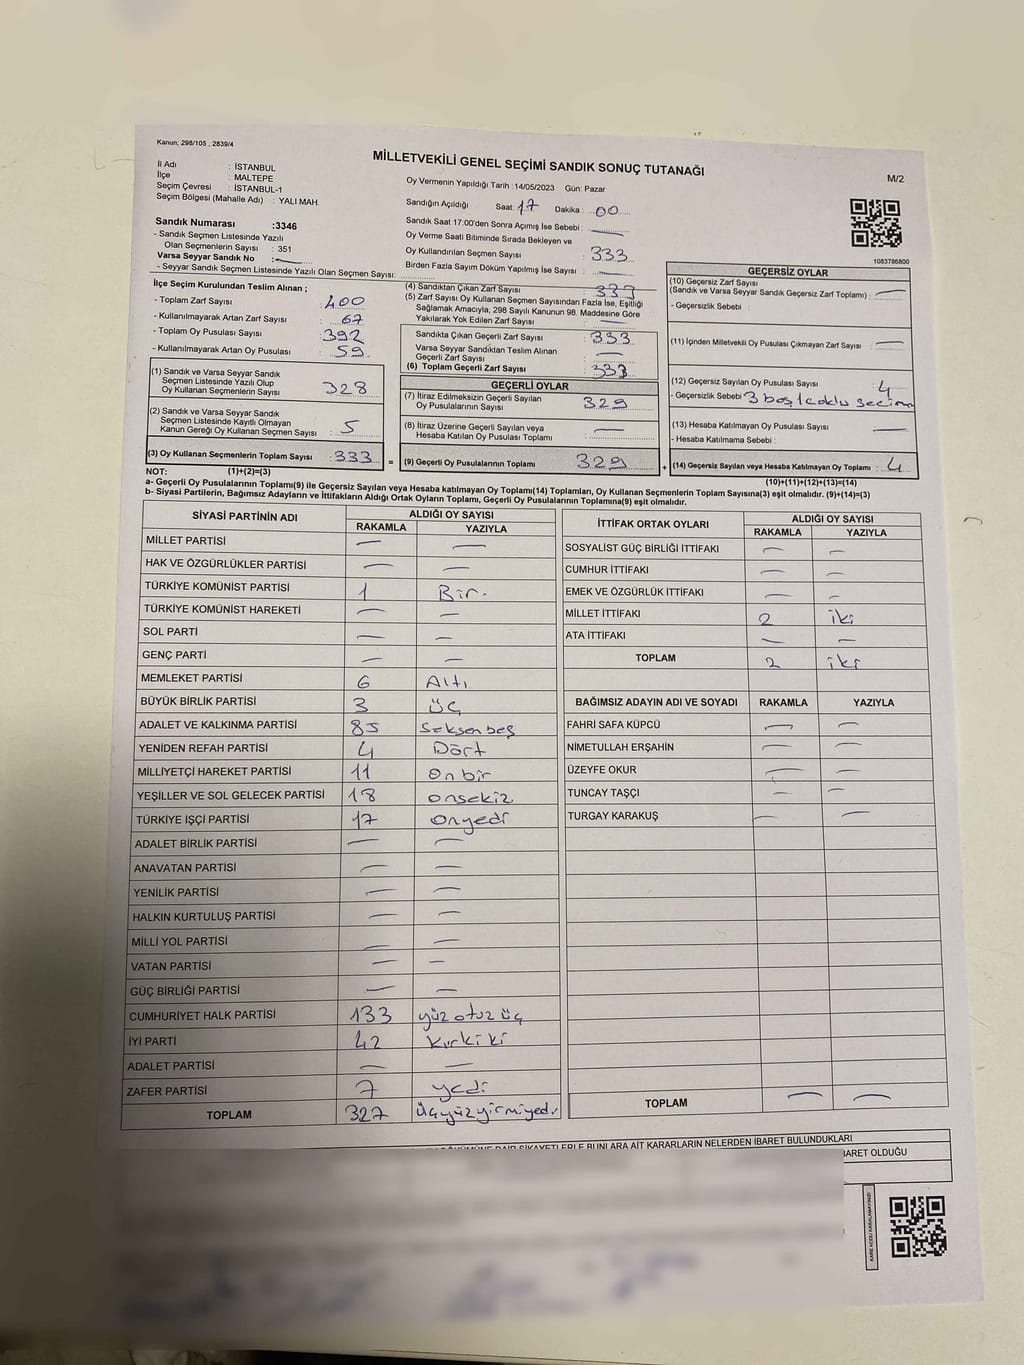 Kanun; 298/105 , 2839/4
MİLLETVEKİLİ GENEL SEÇİMİ SANDIK SONUÇ TUTANAĞI
M/2
İl Adı : İSTANBUL
İlçe : MALTEPE
Seçim Çevresi : İSTANBUL-1
Seçim Bölgesi (Mahalle Adı) : YALI MAH.
Oy Vermenin Yapıldığı Tarih :14/05/2023 Gün: Pazar
Sandığın Açıldığı Saat: 17 Dakika : 00
Sandık Saat 17:00'den Sonra Açımış İse Sebebi : —
Oy Verme Saati Bitiminde Sırada Bekleyen ve
Oy Kullandırılan Seçmen Sayısı : 333
Birden Fazla Sayım Döküm Yapılmış İse Sayısı : —
Sandık Numarası :3346
- Sandık Seçmen Listesinde Yazılı
Olan Seçmenlerin Sayısı : 351
Varsa Seyyar Sandık No : —
- Seyyar Sandık Seçmen Listesinde Yazılı Olan Seçmen Sayısı:
1083786800
İlçe Seçim Kurulundan Teslim Alınan ;
- Toplam Zarf Sayısı : 400
- Kullanılmayarak Artan Zarf Sayısı : 67
- Toplam Oy Pusulası Sayısı : 392
- Kullanılmayarak Artan Oy Pusulası : 59.
(1) Sandık ve Varsa Seyyar Sandık
Seçmen Listesinde Yazılı Olup
Oy Kullanan Seçmenlerin Sayısı : 328
(2) Sandık ve Varsa Seyyar Sandık
Seçmen Listesinde Kayıtlı Olmayan
Kanun Gereği Oy Kullanan Seçmen Sayısı : 5
(3) Oy Kullanan Seçmenlerin Toplam Sayısı : 333 =
(4) Sandıktan Çıkan Zarf Sayısı : 333
(5) Zarf Sayısı Oy Kullanan Seçmen Sayısından Fazla İse, Eşitliği
Sağlamak Amacıyla, 298 Sayılı Kanunun 98. Maddesine Göre
Yakılarak Yok Edilen Zarf Sayısı : —
Sandıkta Çıkan Geçerli Zarf Sayısı : 333
Varsa Seyyar Sandıktan Teslim Alınan
Geçerli Zarf Sayısı : —
(6) Toplam Geçerli Zarf Sayısı : 333
GEÇERLİ OYLAR
(7) İtiraz Edilmeksizin Geçerli Sayılan
Oy Pusulalarının Sayısı : 329
(8) İtiraz Üzerine Geçerli Sayılan veya
Hesaba Katılan Oy Pusulası Toplamı : —
(9) Geçerli Oy Pusulalarının Toplamı 329 +
GEÇERSİZ OYLAR
(10) Geçersiz Zarf Sayısı
(Sandık ve Varsa Seyyar Sandık Geçersiz Zarf Toplamı) : —
- Geçersizlik Sebebi :
(11) İçinden Milletvekili Oy Pusulası Çıkmayan Zarf Sayısı : —
(12) Geçersiz Sayılan Oy Pusulası Sayısı : 4
- Geçersizlik Sebebi 3 boş 1
(13) Hesaba Katılmayan Oy Pusulası Sayısı : —
- Hesaba Katılmama Sebebi :
(14) Geçersiz Sayılan veya Hesaba Katılmayan Oy Toplamı : 4
NOT: (1)+(2)=(3) (10)+(11)+(12)+(13)=(14)
a- Geçerli Oy Pusulalarının Toplamı(9) ile Geçersiz Sayılan veya Hesaba katılmayan Oy Toplamı(14) Toplamları, Oy Kullanan Seçmenlerin Toplam Sayısına(3) eşit olmalıdır. (9)+(14)=(3)
b- Siyasi Partilerin, Bağımsız Adayların ve İttifakların Aldığı Ortak Oyların Toplamı, Geçerli Oy Pusulalarının Toplamına(9) eşit olmalıdır.
SİYASİ PARTİNİN ADI ALDIĞI OY SAYISI
RAKAMLA YAZIYLA
MİLLET PARTİSİ — —
HAK VE ÖZGÜRLÜKLER PARTİSİ — —
TÜRKİYE KOMÜNİST PARTİSİ 1 Bir.
TÜRKİYE KOMÜNİST HAREKETİ — —
SOL PARTİ — —
GENÇ PARTİ — —
MEMLEKET PARTİSİ 6 Altı
BÜYÜK BİRLİK PARTİSİ 3 üç
ADALET VE KALKINMA PARTİSİ 85 Seksenbeş
YENİDEN REFAH PARTİSİ 4 Dört
MİLLİYETÇİ HAREKET PARTİSİ 11 Onbir
YEŞİLLER VE SOL GELECEK PARTİSİ 18 onsekiz
TÜRKİYE İŞÇİ PARTİSİ 17 Onyedi
ADALET BİRLİK PARTİSİ — —
ANAVATAN PARTİSİ — —
YENİLİK PARTİSİ — —
HALKIN KURTULUŞ PARTİSİ — —
MİLLİ YOL PARTİSİ — —
VATAN PARTİSİ — —
GÜÇ BİRLİĞİ PARTİSİ — —
CUMHURİYET HALK PARTİSİ 133 yüz otuz üç
İYİ PARTİ 42 Kırkiki
ADALET PARTİSİ — —
ZAFER PARTİSİ 7 yedi
TOPLAM 327 üçyüzyirmiyedi
İTTİFAK ORTAK OYLARI ALDIĞI OY SAYISI
RAKAMLA YAZIYLA
SOSYALİST GÜÇ BİRLİĞİ İTTİFAKI — —
CUMHUR İTTİFAKI — —
EMEK VE ÖZGÜRLÜK İTTİFAKI — —
MİLLET İTTİFAKI 2 iki
ATA İTTİFAKI — —
TOPLAM 2 iki
BAĞIMSIZ ADAYIN ADI VE SOYADI RAKAMLA YAZIYLA
FAHRİ SAFA KÜPCÜ — —
NİMETULLAH ERŞAHİN — —
ÜZEYFE OKUR — —
TUNCAY TAŞÇI — —
TURGAY KARAKUŞ — —
TOPLAM — —
ŞİKAYETLERLE BUNLARA AİT KARARLARIN NELERDEN İBARET BULUNDUKLARI
İBARET OLDUĞU